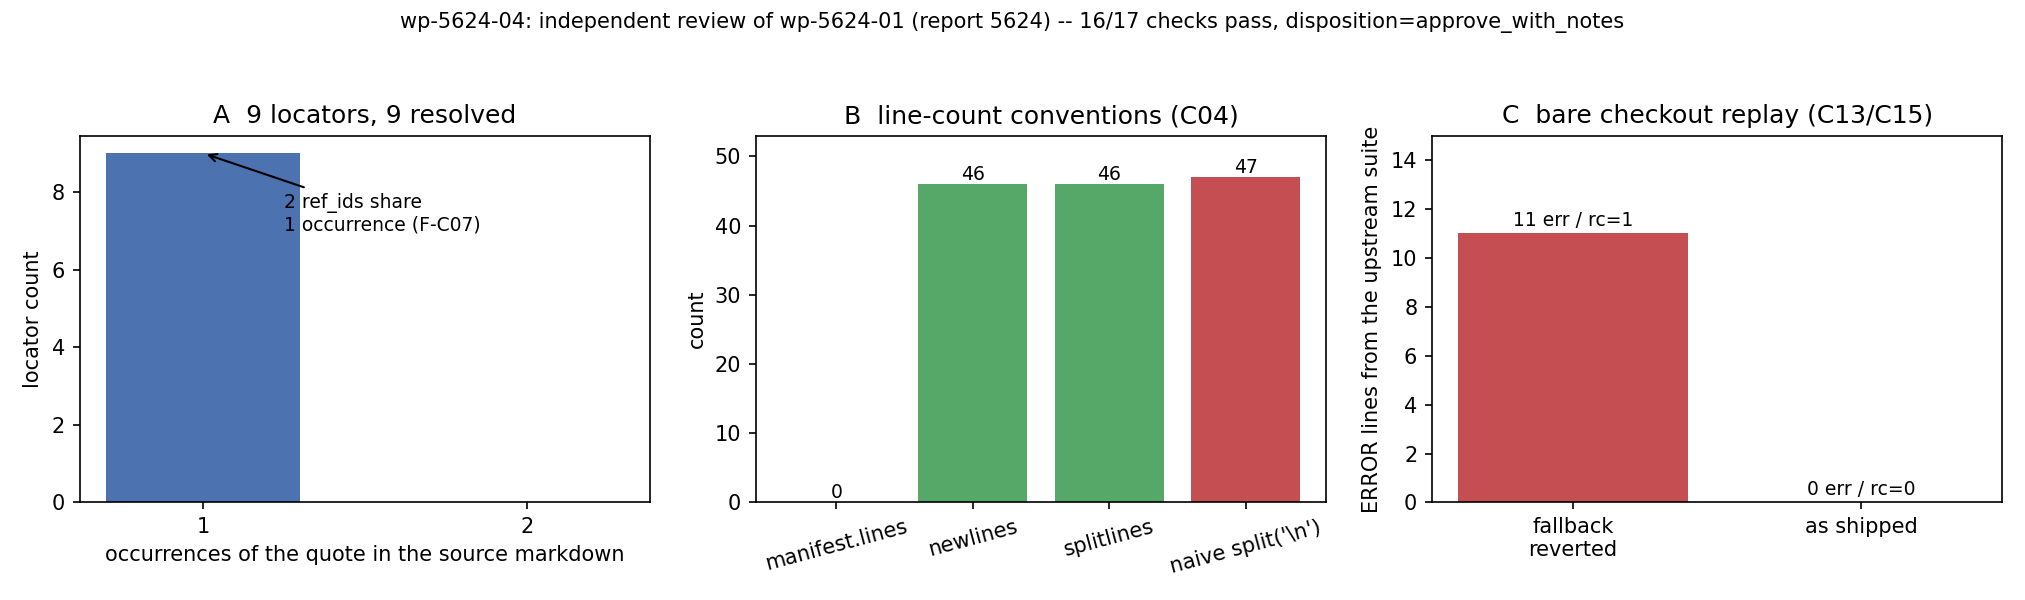 wp-5624-04: independent review of wp-5624-01 (report 5624) -- 16/17 checks pass, disposition=approve_with_notes
A  9 locators, 9 resolved
8
6
4
2
0
locator count
2 ref_ids share
1 occurrence (F-C07)
1
2
occurrences of the quote in the source markdown
B  line-count conventions (C04)
50
40
30
20
10
0
count
0
46
46
47
manifest.lines
newlines
splitlines
naive split('\n')
C  bare checkout replay (C13/C15)
14
12
10
8
6
4
2
0
ERROR lines from the upstream suite
11 err / rc=1
0 err / rc=0
fallback
reverted
as shipped